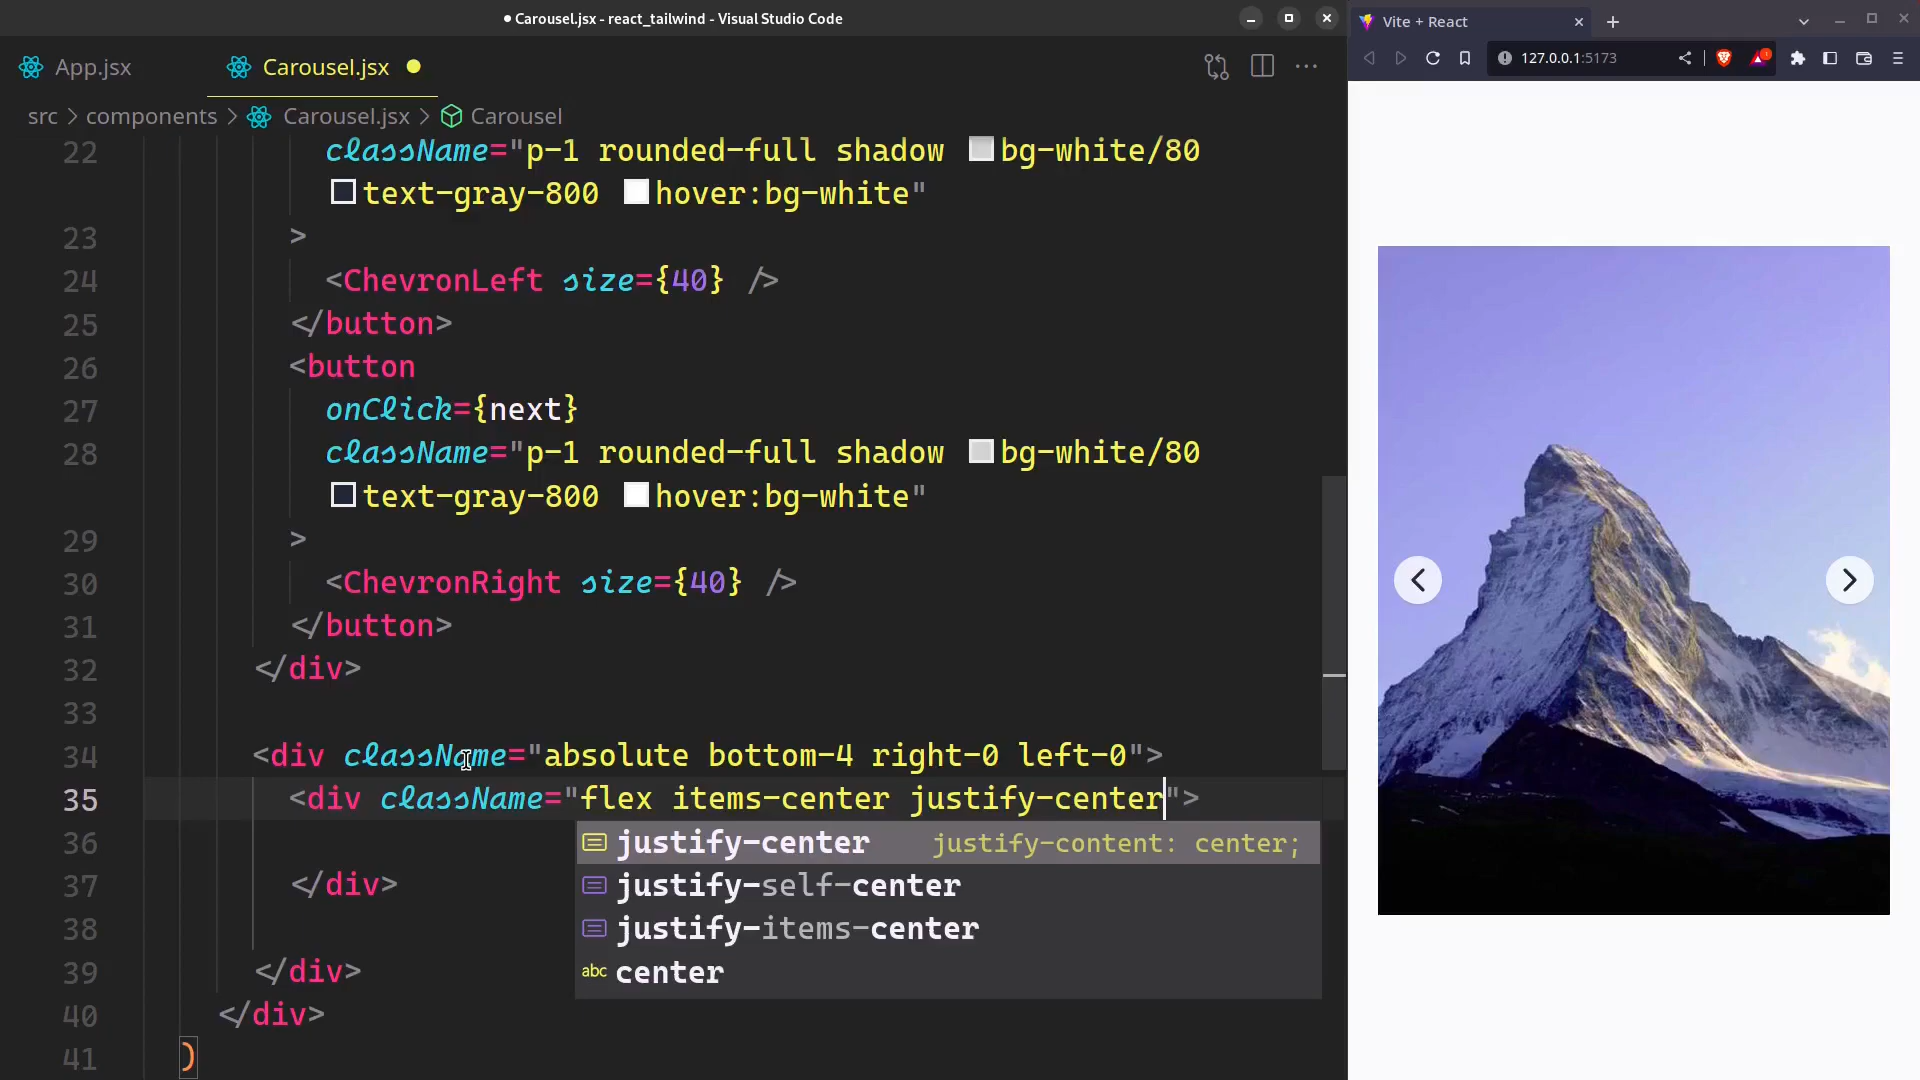 Carousel.jsx - react_tailwind - Visual Studio Code
App.jsx
Carousel.jsx
src > components > Carousel.jsx > Carousel
22 className="p-1 rounded-full shadow bg-white/80
text-gray-800 hover:bg-white"
23 >
24 <ChevronLeft size={40} />
25 </button>
26 <button
27 onClick={next}
28 className="p-1 rounded-full shadow bg-white/80
text-gray-800 hover:bg-white"
29 >
30 <ChevronRight size={40} />
31 </button>
32 </div>
33
34 <div className="absolute bottom-4 right-0 left-0">
35 <div className="flex items-center justify-center">
36
justify-center justify-content: center;
37 </div>
justify-self-center
38
justify-items-center
39 </div>
abc center
40 </div>
41 )
Vite + React
127.0.0.1:5173
1